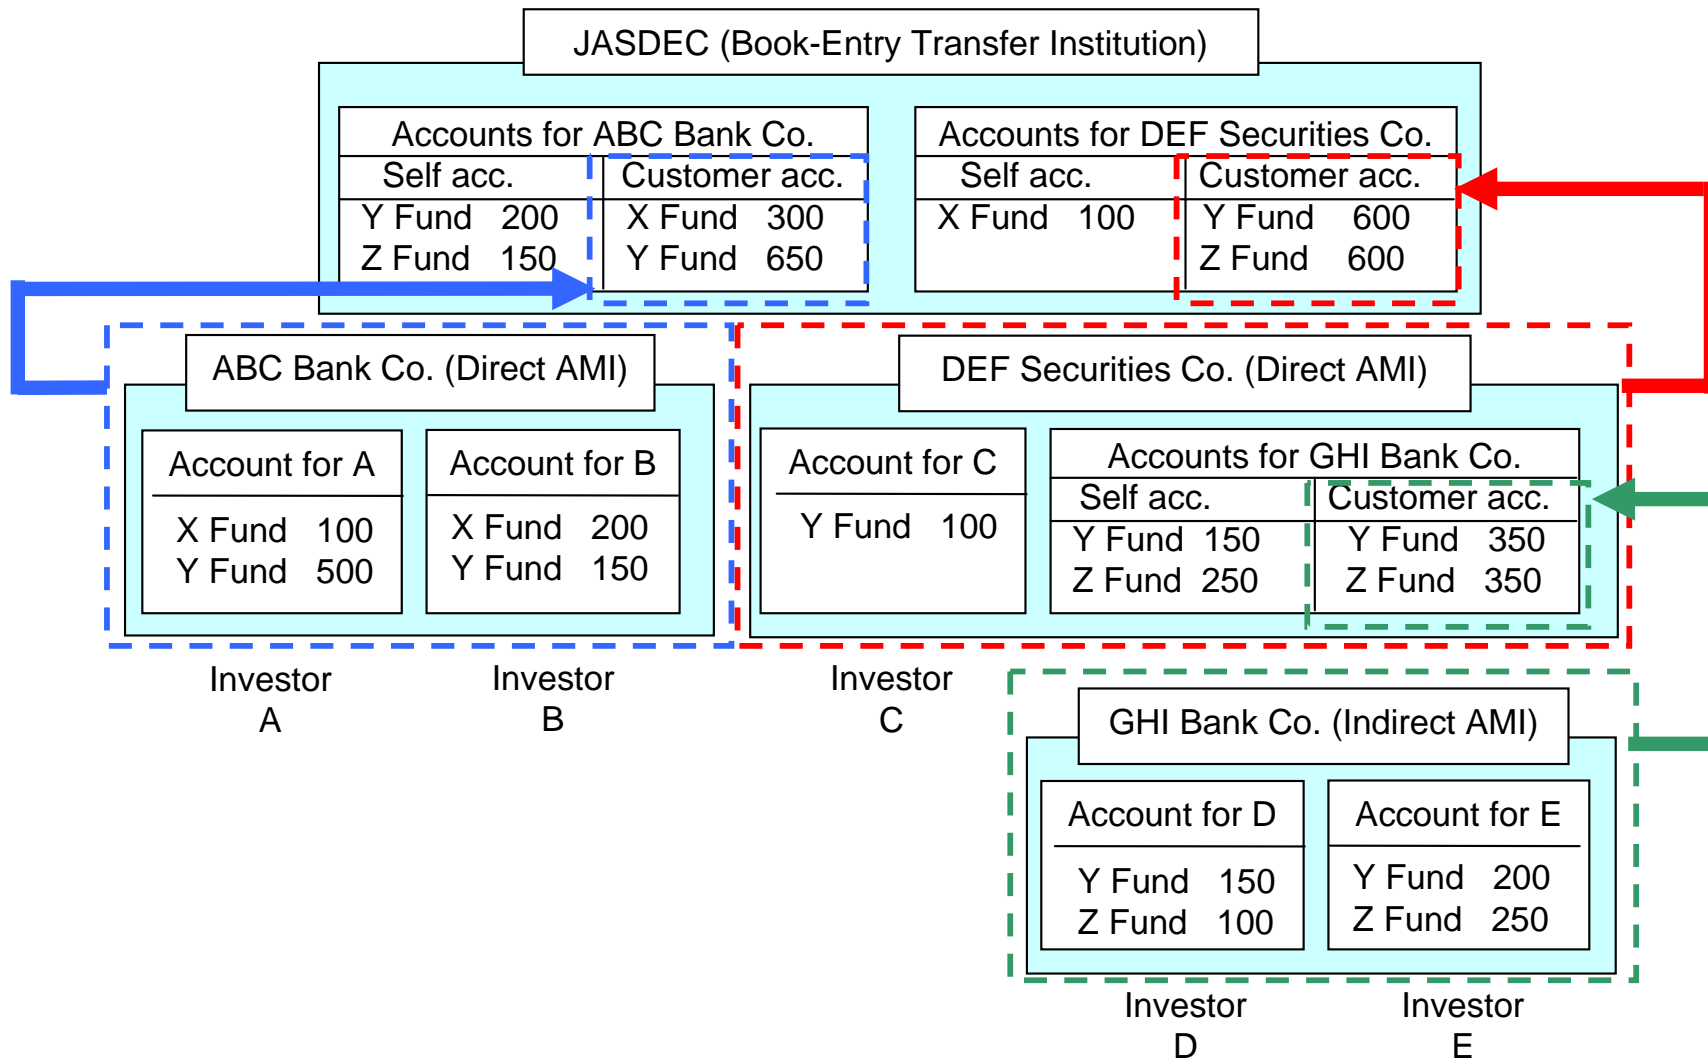 JASDEC (Book-Entry Transfer Institution)
Accounts for ABC Bank Co.
Self acc. Customer acc.
Y Fund 200 X Fund 300
Z Fund 150 Y Fund 650
Accounts for DEF Securities Co.
Self acc. Customer acc.
X Fund 100 Y Fund 600
Z Fund 600
ABC Bank Co. (Direct AMI)
Account for A
X Fund 100
Y Fund 500
Account for B
X Fund 200
Y Fund 150
Investor
A
Investor
B
DEF Securities Co. (Direct AMI)
Account for C
Y Fund 100
Accounts for GHI Bank Co.
Self acc. Customer acc.
Y Fund 150 Y Fund 350
Z Fund 250 Z Fund 350
Investor
C
GHI Bank Co. (Indirect AMI)
Account for D
Y Fund 150
Z Fund 100
Account for E
Y Fund 200
Z Fund 250
Investor
D
Investor
E